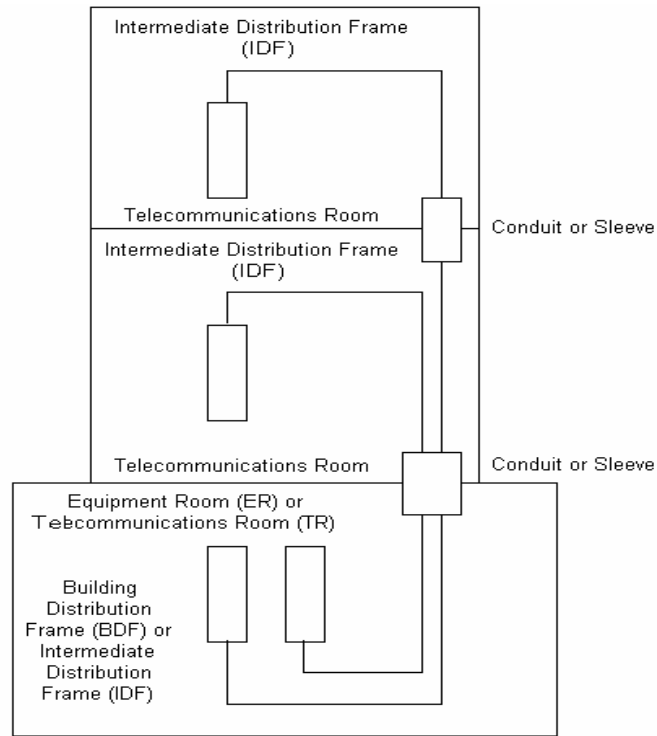 Intermediate Distribution Frame
(IDF)
Telecommunications Room
Conduit or Sleeve
Intermediate Distribution Frame
(IDF)
Telecommunications Room
Conduit or Sleeve
Equipment Room (ER) or
Telecommunications Room (TR)
Building
Distribution
Frame (BDF) or
Intermediate
Distribution
Frame (IDF)